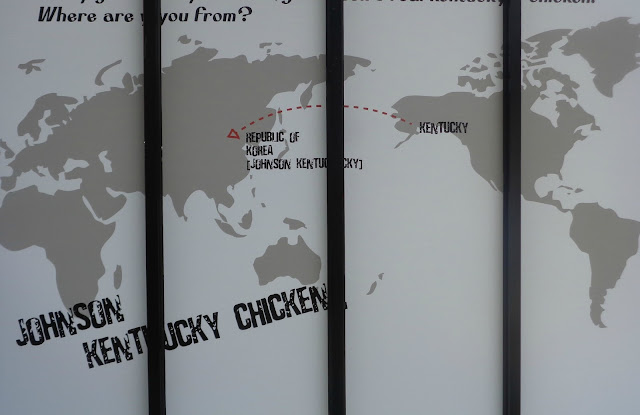 Where are you from?
KENTUCKY
REPUBLIC OF
KOREA
[JOHNSON KENTUCKY]
JOHNSON
KENTUCKY CHICKEN